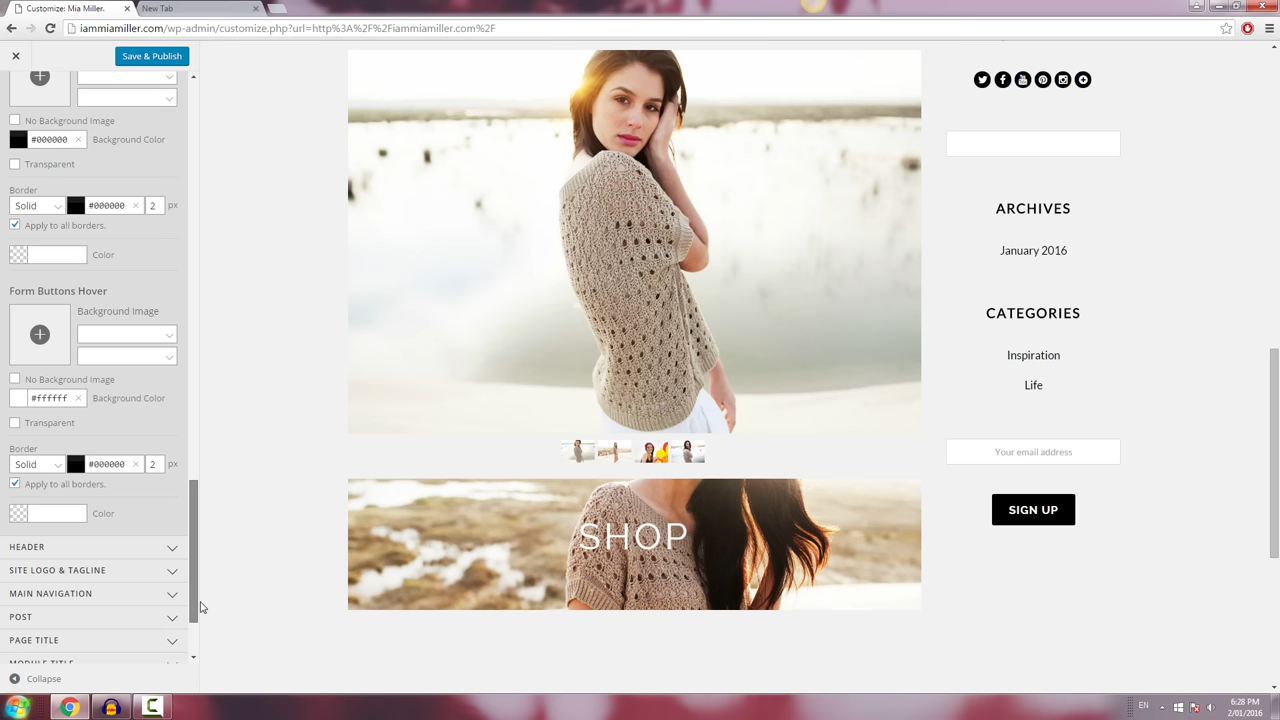 Customize: Mia Miller.
New Tab
iammiamiller.com/wp-admin/customize.php?url=http%3A%2F%2Fiammiamiller.com%2F
Save & Publish
No Background Image
#000000 × Background Color
Transparent
Border
Solid #000000 × 2 px
Apply to all borders.
Color
Form Buttons Hover
Background Image
No Background Image
#ffffff × Background Color
Transparent
Border
Solid #000000 × 2 px
Apply to all borders.
Color
HEADER
SITE LOGO & TAGLINE
MAIN NAVIGATION
POST
PAGE TITLE
MODULE TITLE
Collapse
SHOP
ARCHIVES
January 2016
CATEGORIES
Inspiration
Life
Your email address
SIGN UP
EN
6:28 PM
2/01/2016